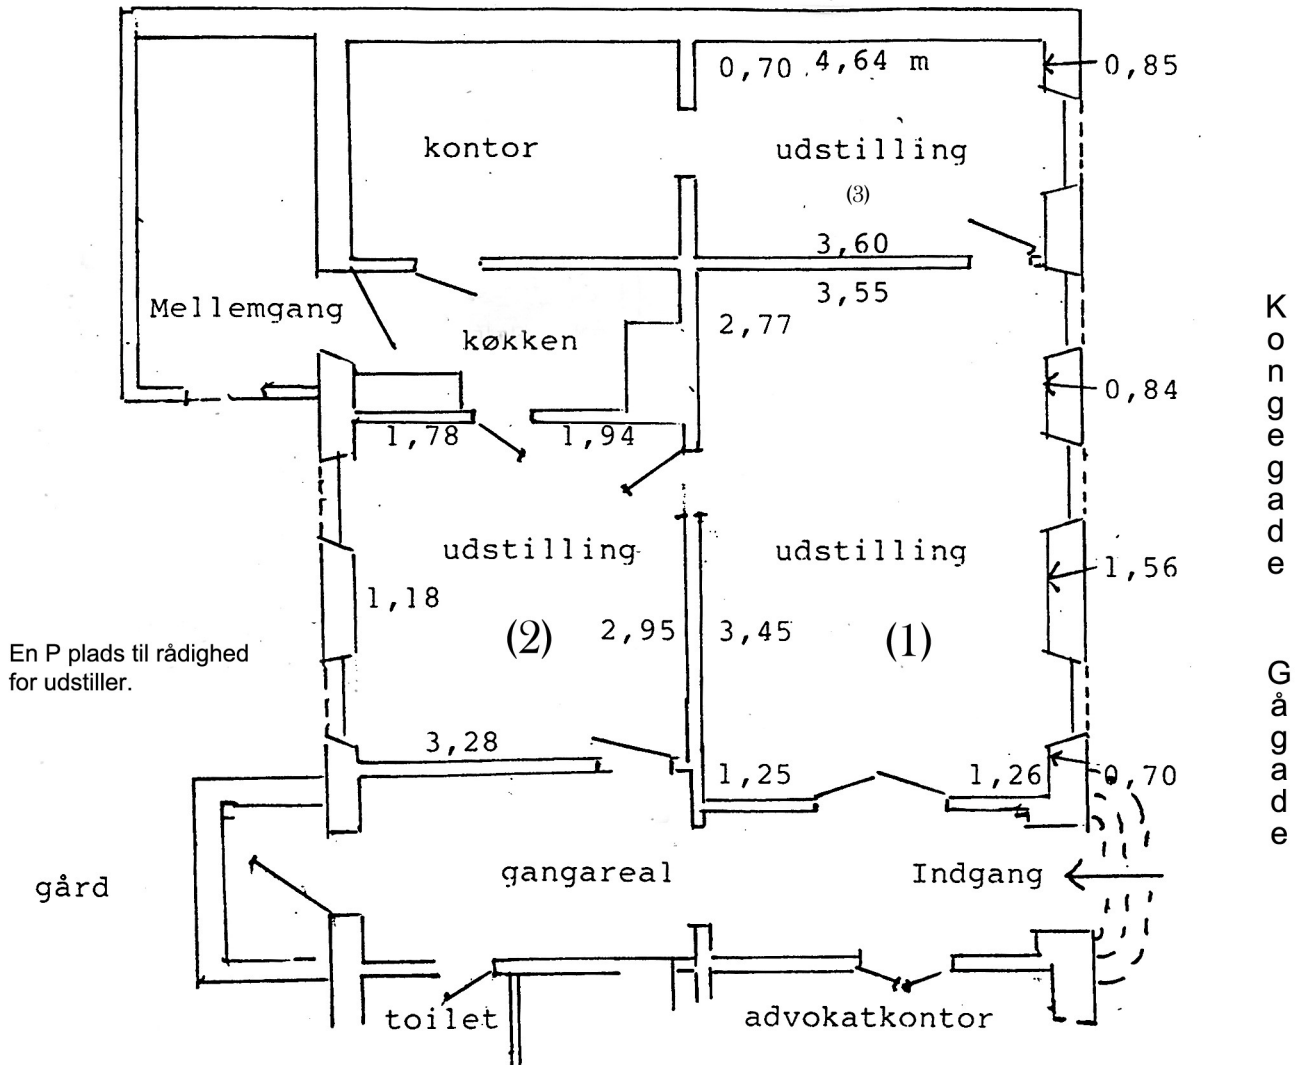 0,70 4,64 m
0,85
kontor
udstilling
(3)
3,60
3,55
Mellemgang
køkken
2,77
0,84
1,78
1,94
udstilling
udstilling
1,56
1,18
(2)
2,95
3,45
(1)
En P plads til rådighed
for udstiller.
3,28
1,25
1,26
0,70
gård
gangareal
Indgang
toilet
advokatkontor
Kongegade
Gågade